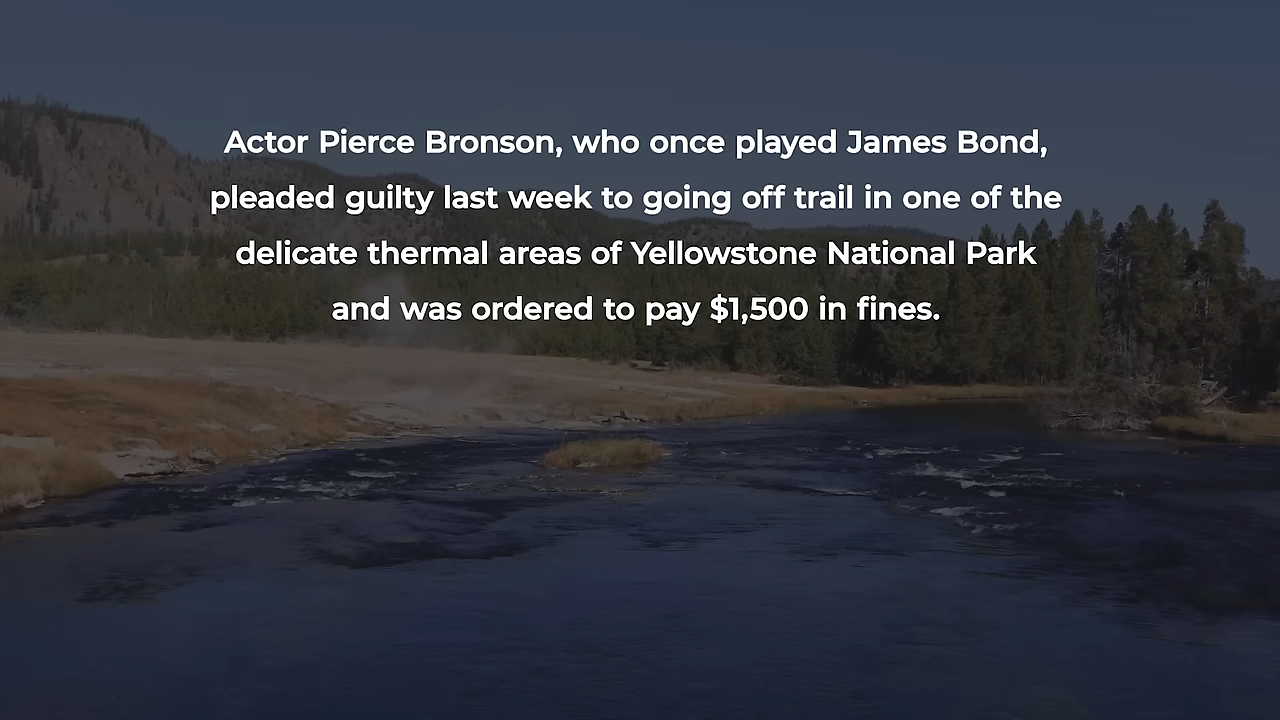 Actor Pierce Bronson, who once played James Bond,
pleaded guilty last week to going off trail in one of the
delicate thermal areas of Yellowstone National Park
and was ordered to pay $1,500 in fines.